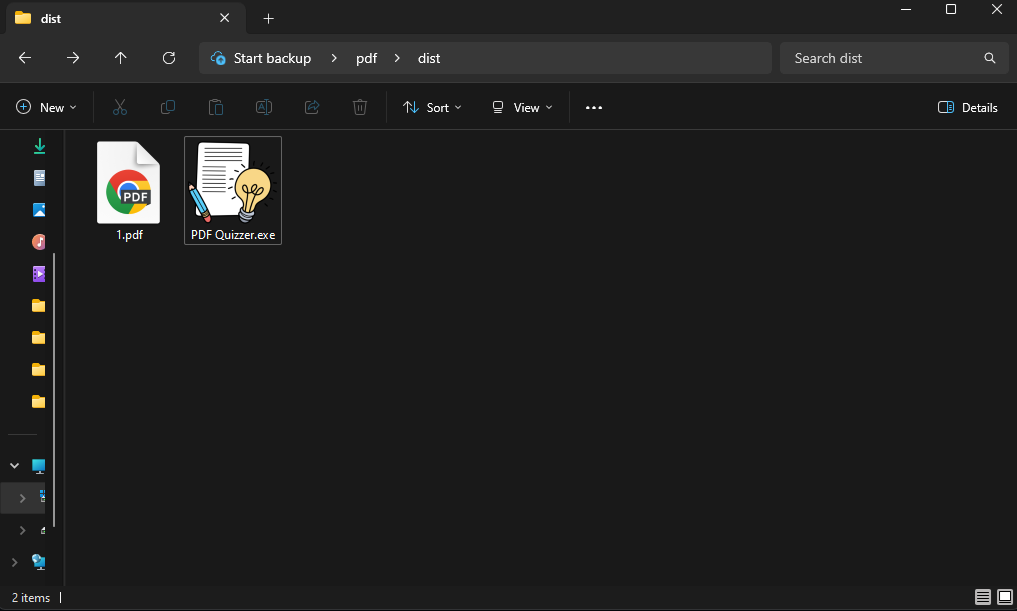 dist
Start backup > pdf > dist
Search dist
New
Sort
View
Details
PDF
1.pdf
PDF Quizzer.exe
2 items